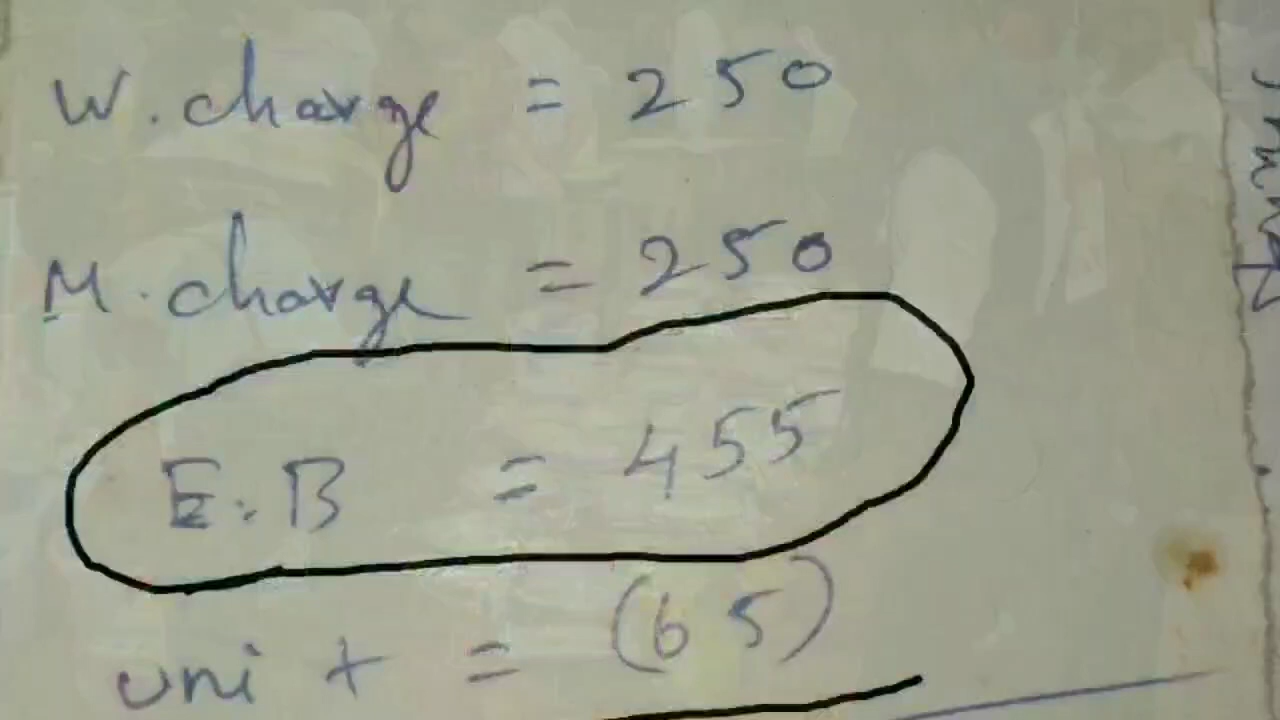 W. charge = 250
M. charge = 250
E.B = 455
unit = (65)